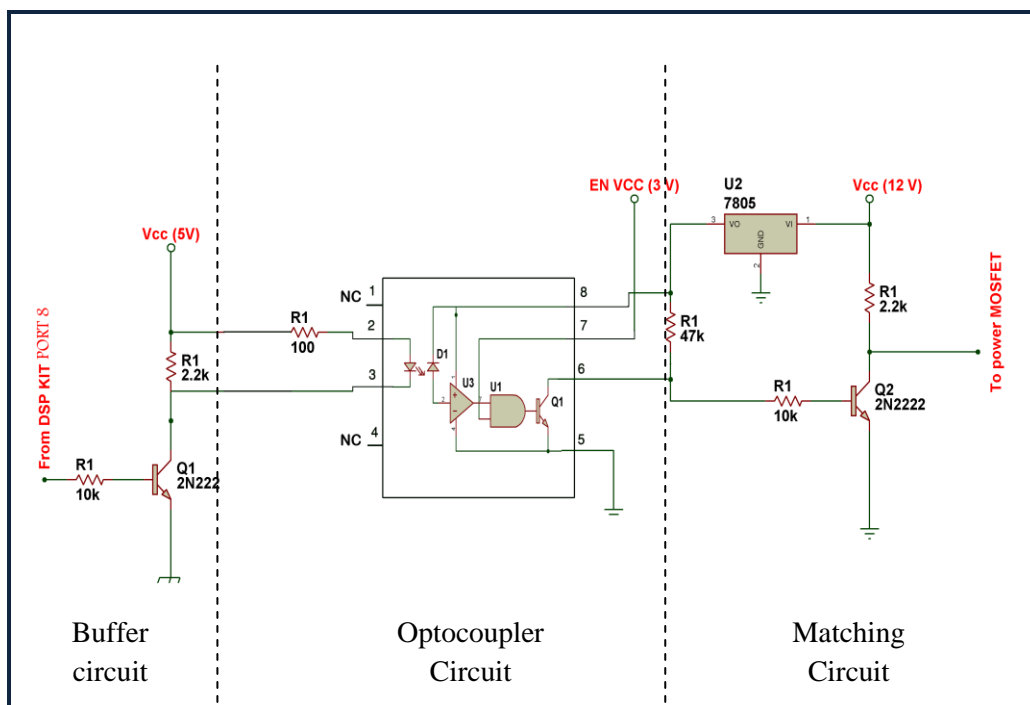 Vcc (5V)
R1
2.2k
From DSP KIT PORT 8
R1
10k
Q1
2N222
R1
100
NC
1
2
3
NC
4
D1
U3
U1
Q1
8
7
6
5
EN VCC (3 V)
U2
7805
3
VO
VI
1
GND
2
Vcc (12 V)
R1
47k
R1
2.2k
R1
10k
Q2
2N2222
To power MOSFET
Buffer
circuit
Optocoupler
Circuit
Matching
Circuit